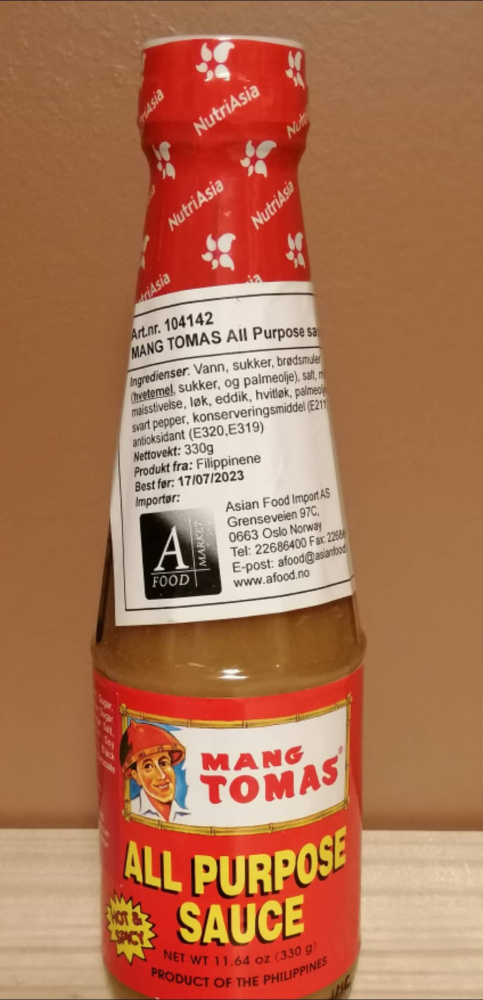 NutriAsia
NutriAsia
NutriAsia
Art.nr. 104142
MANG TOMAS All Purpose
Ingredienser: Vann, sukker, brødsmuler
(hvetemel, sukker, og palmeolje), salt,
maisstivelse, løk, eddik, hvitløk,
svart pepper, konserveringsmiddel (E211
antioksidant (E320,E319)
Nettovekt: 330g
Produkt fra: Filippinene
Best før: 17/07/2023
Importør:
A
FOOD
MARKET
Asian Food Import AS
Grenseveien 97C,
0663 Oslo Norway
Tel: 22686400 Fax:
E-post:
www.afood.no
MANG
TOMAS®
ALL PURPOSE
SAUCE
HOT &
SPICY
NET WT 11.64 oz (330 g)
PRODUCT OF THE PHILIPPINES